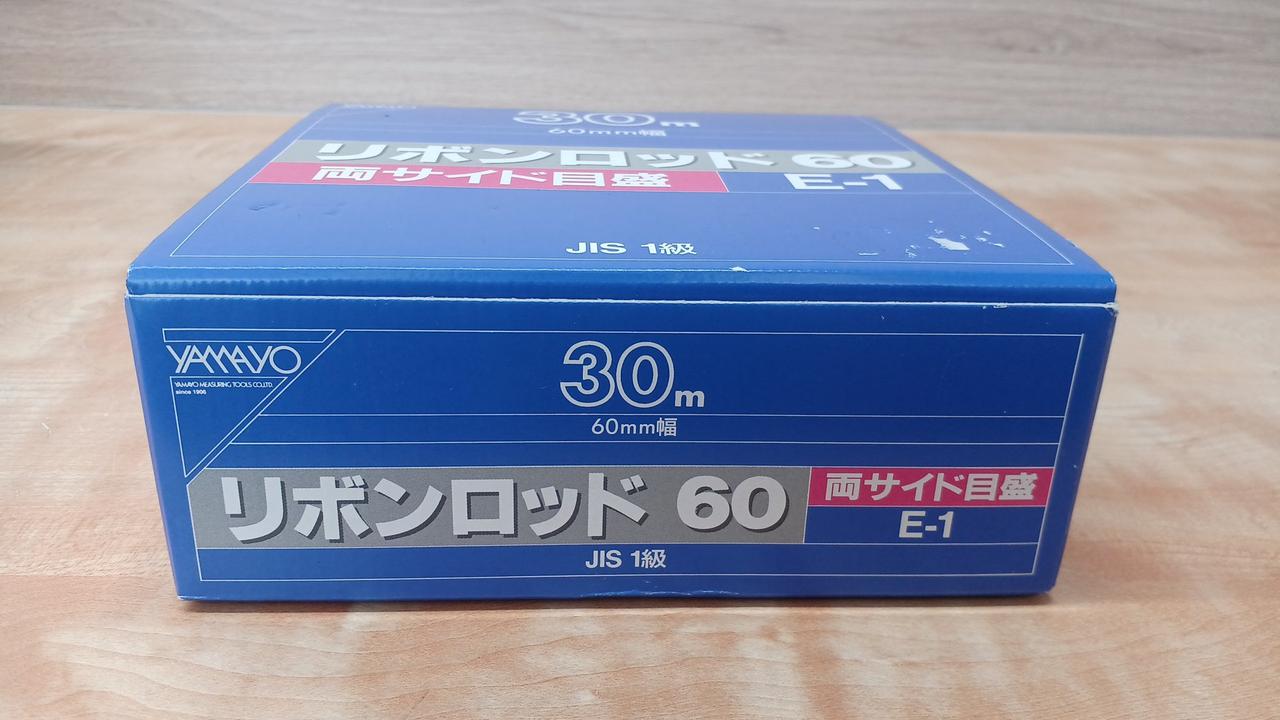 30m
60mm幅
リボンロッド 60
両サイド目盛 E-1
JIS 1級
YAMAYO
YAMAYO MEASURING TOOLS CO.,LTD.
since 1906
30m
60mm幅
リボンロッド 60
両サイド目盛
E-1
JIS 1級